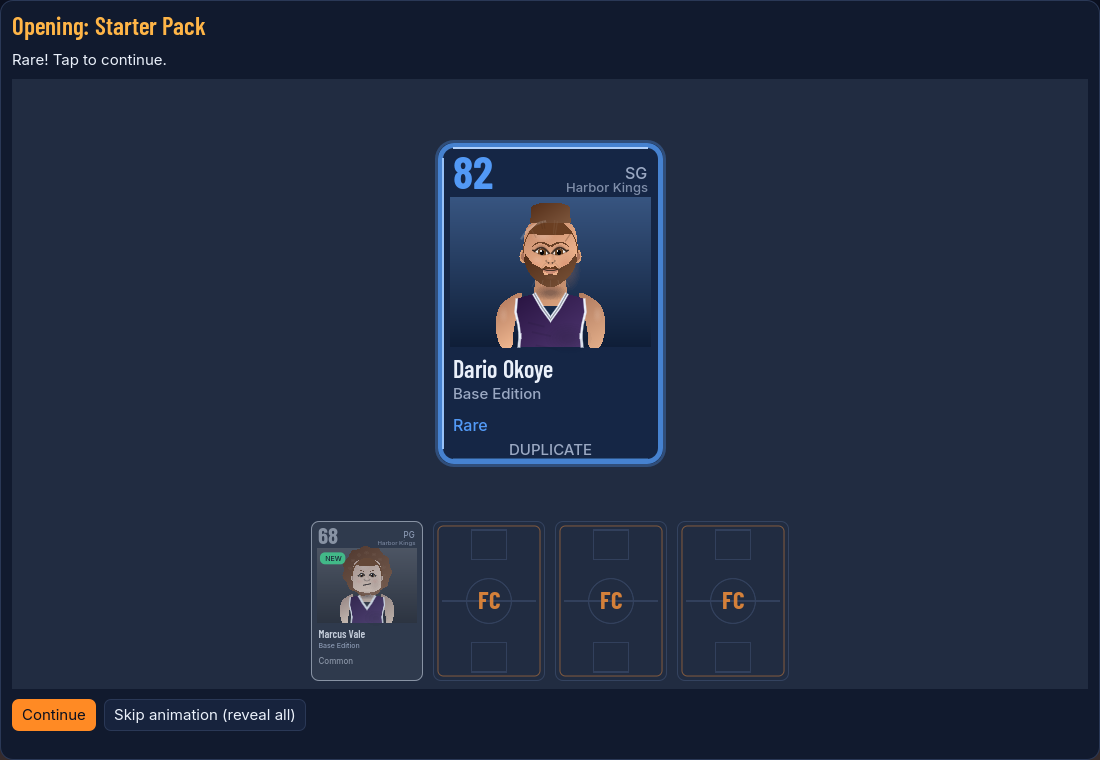 Opening: Starter Pack
Rare! Tap to continue.
82
SG
Harbor Kings
Dario Okoye
Base Edition
Rare
DUPLICATE
68
PG
Harbor Kings
NEW
Marcus Vale
Base Edition
Common
FC
FC
FC
Continue
Skip animation (reveal all)